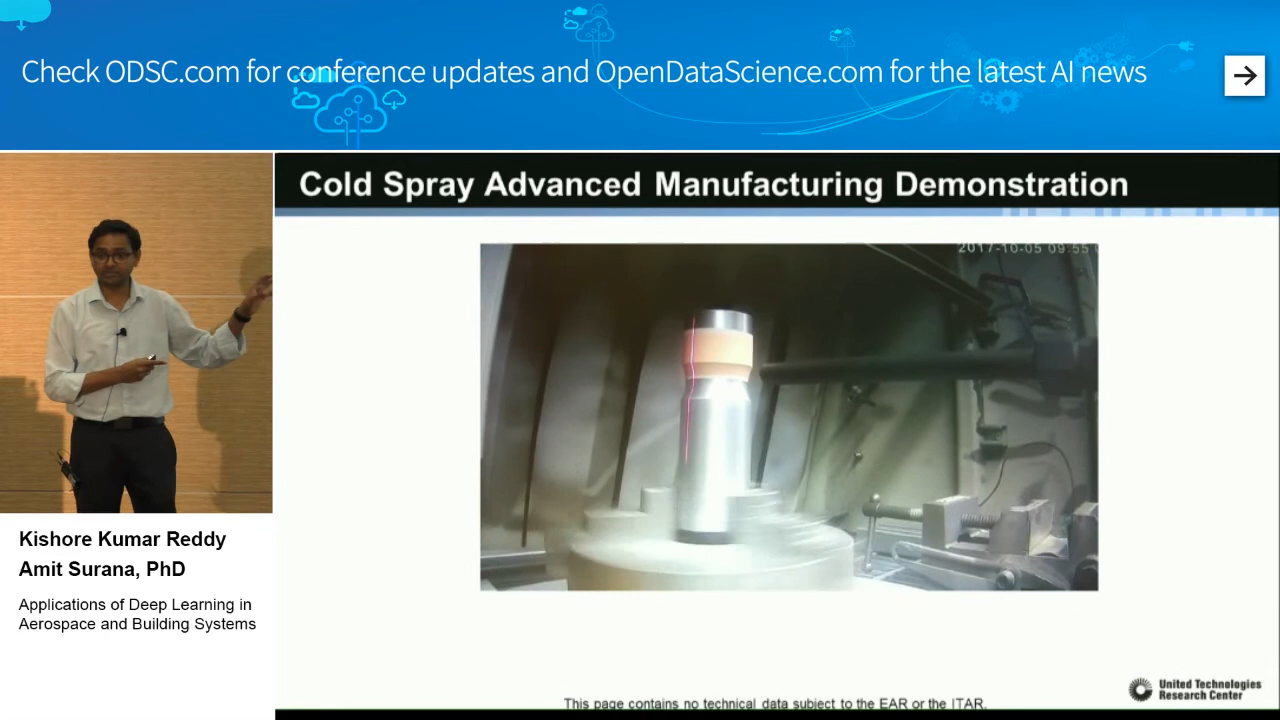 Check ODSC.com for conference updates and OpenDataScience.com for the latest AI news
Cold Spray Advanced Manufacturing Demonstration
2017-10-05 09:55
Kishore Kumar Reddy
Amit Surana, PhD
Applications of Deep Learning in
Aerospace and Building Systems
United Technologies
Research Center
This page contains no technical data subject to the EAR or the ITAR.